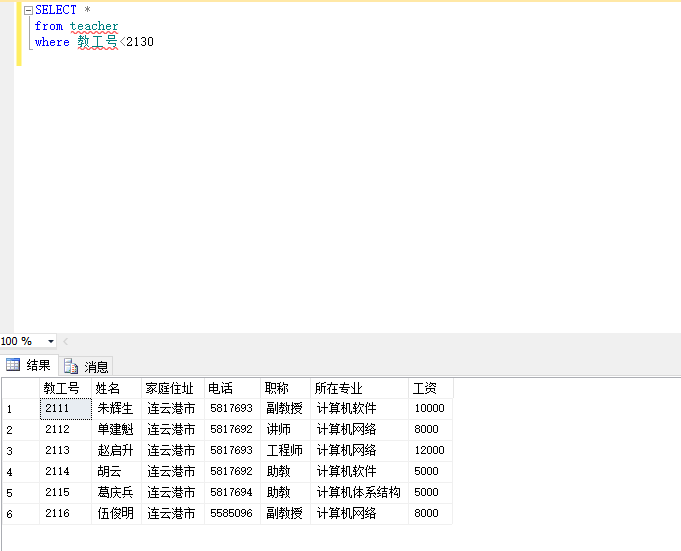 SELECT *
from teacher
where 教工号<2130
100 %
结果 消息
教工号 姓名 家庭住址 电话 职称 所在专业 工资
1 2111 朱辉生 连云港市 5817693 副教授 计算机软件 10000
2 2112 单建魁 连云港市 5817692 讲师 计算机网络 8000
3 2113 赵启升 连云港市 5817693 工程师 计算机网络 12000
4 2114 胡云 连云港市 5817692 助教 计算机软件 5000
5 2115 葛庆兵 连云港市 5817694 助教 计算机体系结构 5000
6 2116 伍俊明 连云港市 5585096 副教授 计算机网络 8000